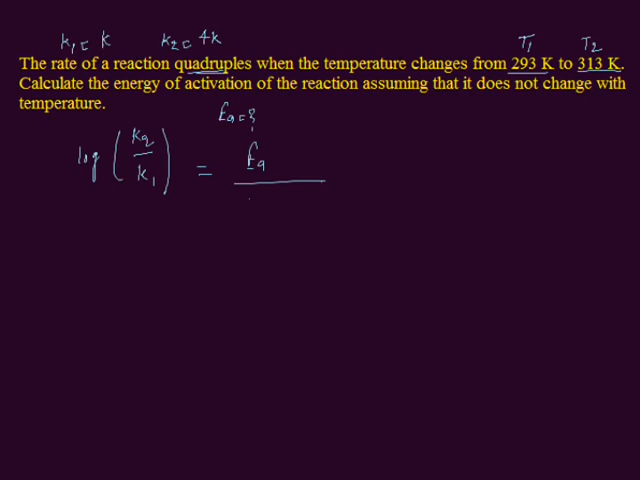 k₁ = k k₂ = 4k T₁ T₂
The rate of a reaction quadruples when the temperature changes from 293 K to 313 K.
Calculate the energy of activation of the reaction assuming that it does not change with
temperature.
Ea = ?
log (k₂/k₁) = Ea